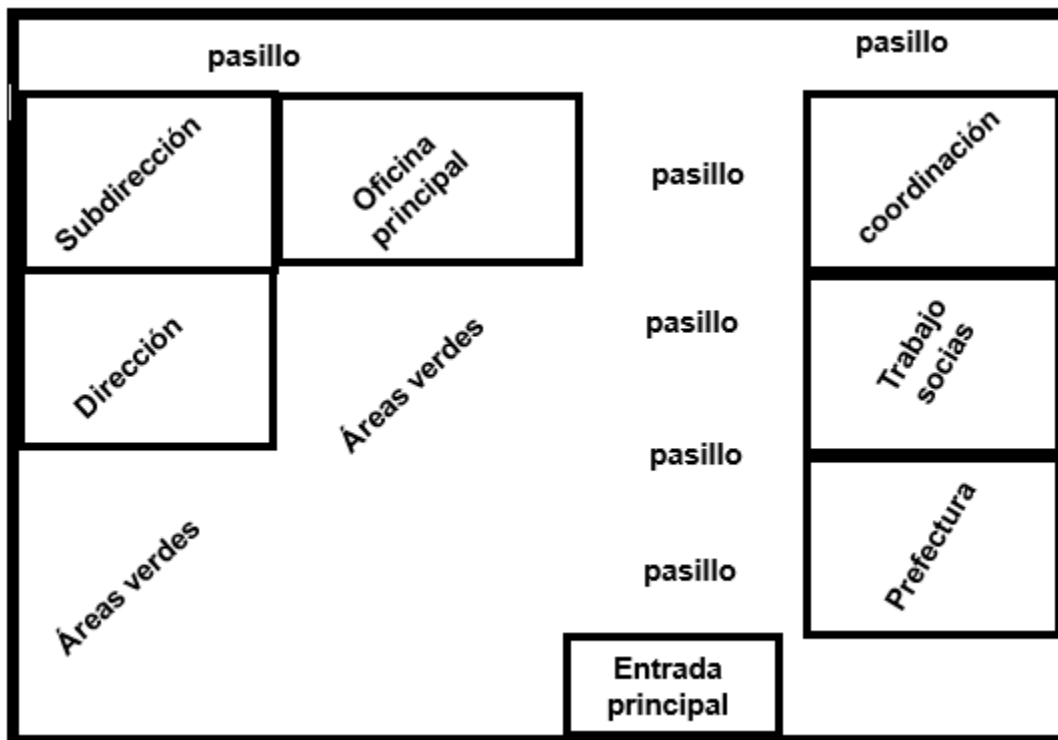 pasillo
pasillo
Subdirección
Oficina
principal
pasillo
coordinación
Dirección
Áreas verdes
pasillo
Trabajo
socias
pasillo
Áreas verdes
pasillo
Prefectura
Entrada
principal